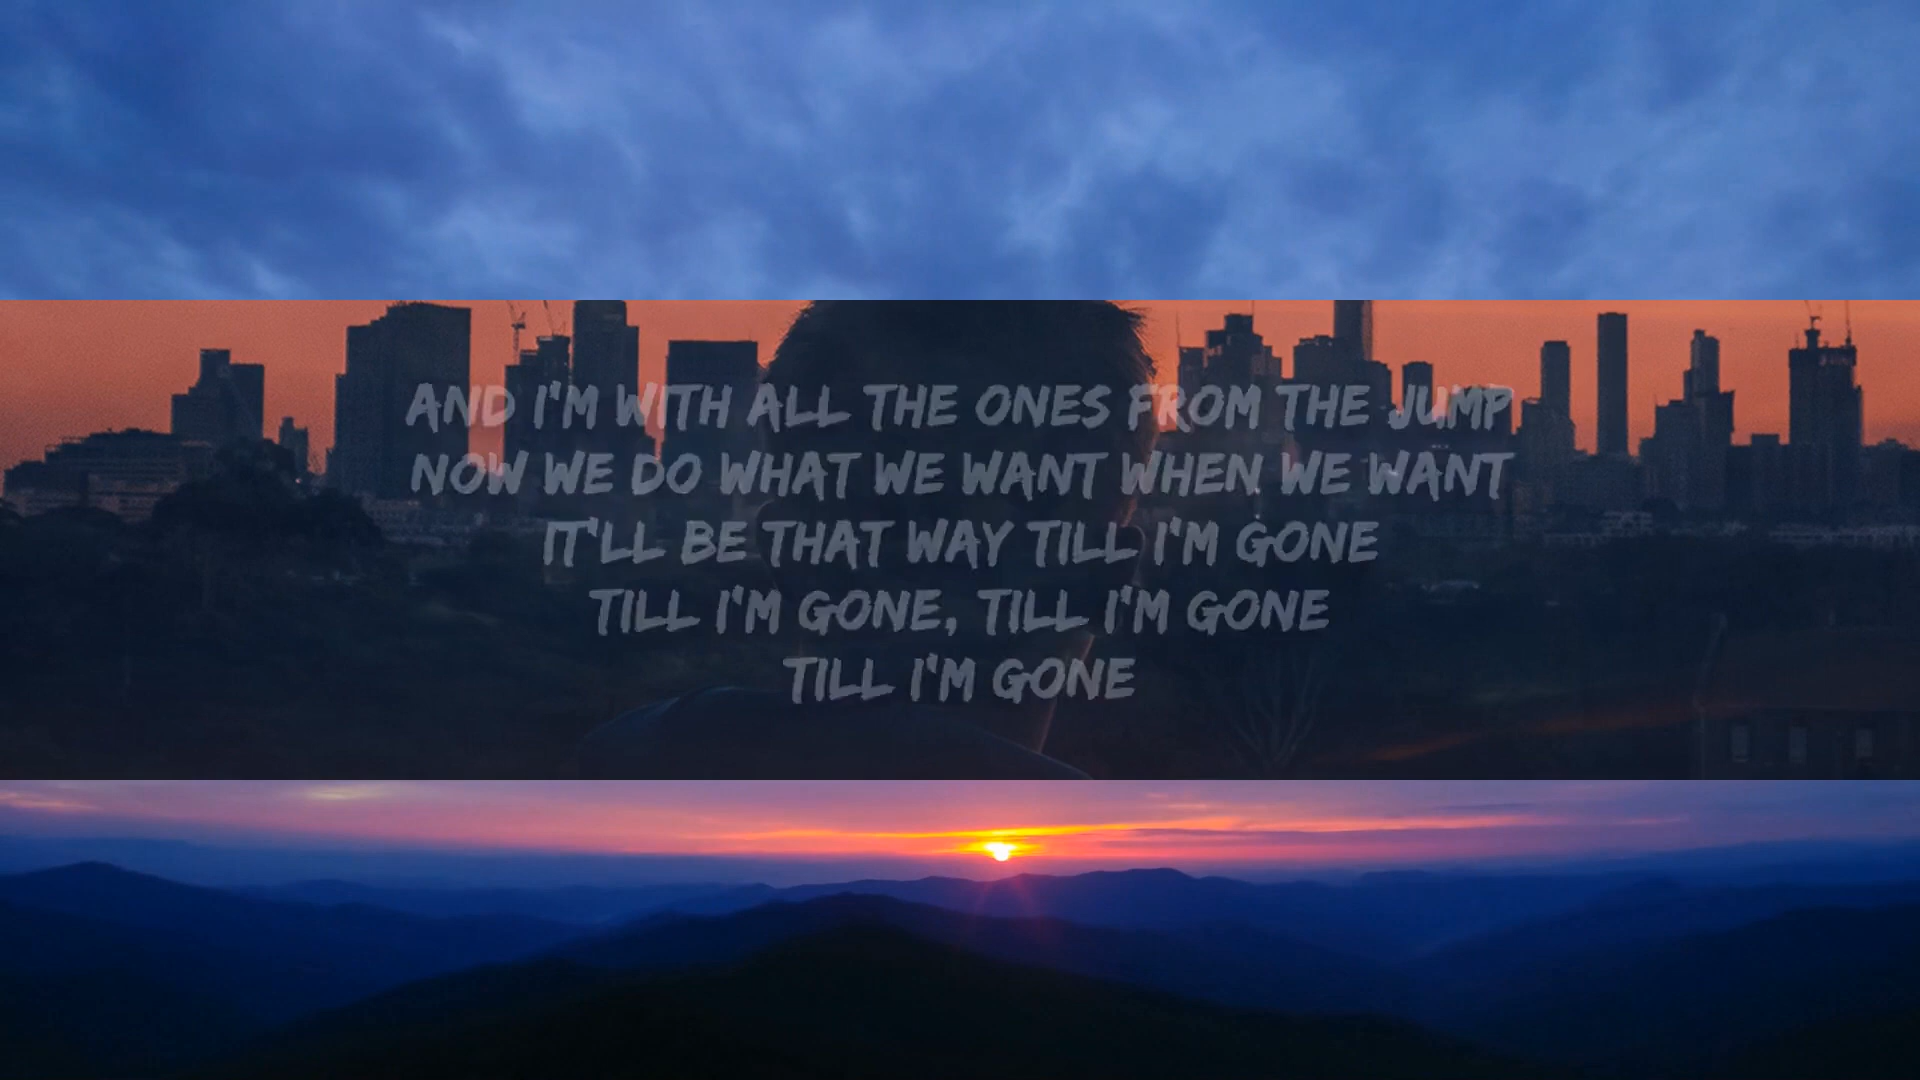 AND I'M WITH ALL THE ONES FROM THE JUMP
NOW WE DO WHAT WE WANT WHEN WE WANT
IT'LL BE THAT WAY TILL I'M GONE
TILL I'M GONE, TILL I'M GONE
TILL I'M GONE